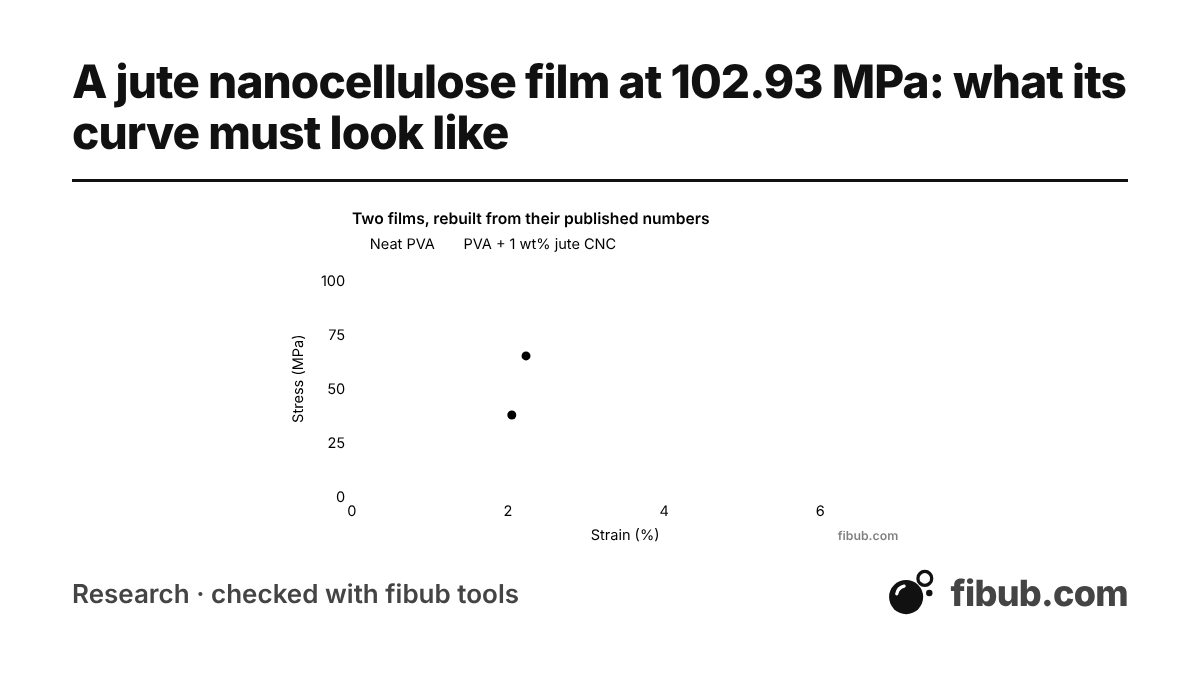 A jute nanocellulose film at 102.93 MPa: what its
curve must look like
Two films, rebuilt from their published numbers
Neat PVA PVA + 1 wt% jute CNC
100
75
50
25
0
Stress (MPa)
0 2 4 6
Strain (%)
fibub.com
Research · checked with fibub tools
fibub.com